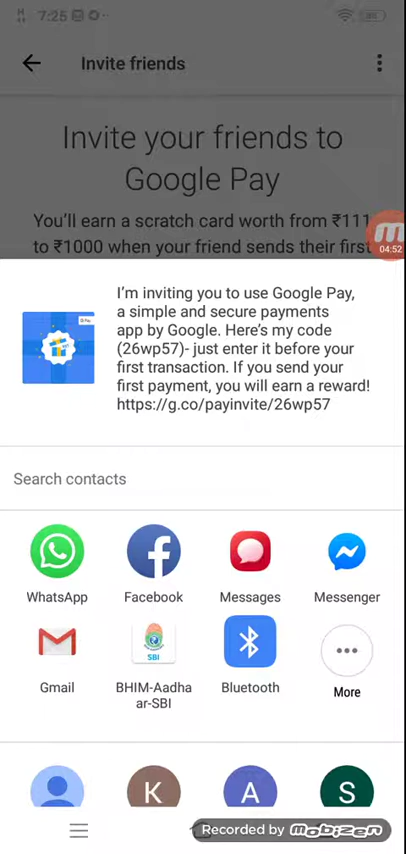 7:25
Invite friends
Invite your friends to
Google Pay
You'll earn a scratch card worth from ₹111
04:52
to ₹1000 when your friend sends their first
I'm inviting you to use Google Pay,
a simple and secure payments
app by Google. Here's my code
(26wp57)- just enter it before your
first transaction. If you send your
first payment, you will earn a reward!
https://g.co/payinvite/26wp57
Search contacts
WhatsApp Facebook Messages Messenger
SBI
Gmail BHIM-Aadha Bluetooth More
ar-SBI
K A S
Recorded by mobizen